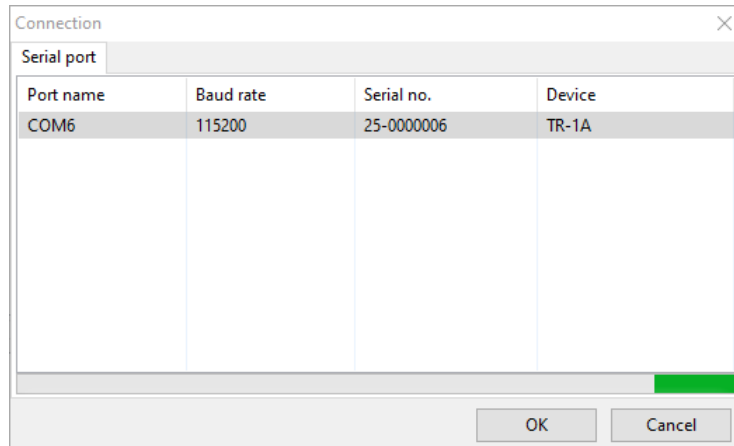 Connection
Serial port
Port name Baud rate Serial no. Device
COM6 115200 25-0000006 TR-1A
OK Cancel